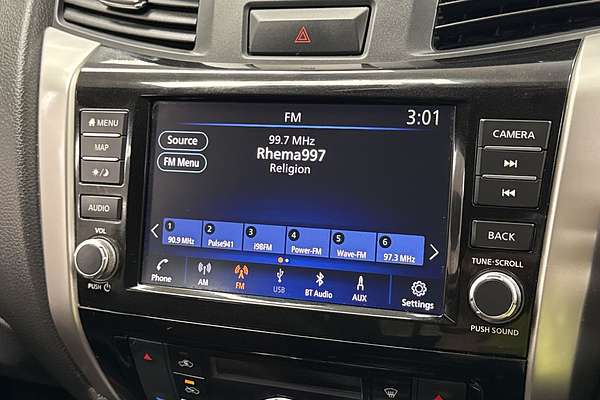 FM
3:01
MENU
MAP
AUDIO
VOL
PUSH
Source
FM Menu
99.7 MHz
Rhema997
Religion
1 2 3 4 5 6
90.9 MHz Pulse941 i98FM Power-FM Wave-FM 97.3 MHz
Phone AM FM USB BT Audio AUX Settings
CAMERA
BACK
TUNE·SCROLL
PUSH SOUND